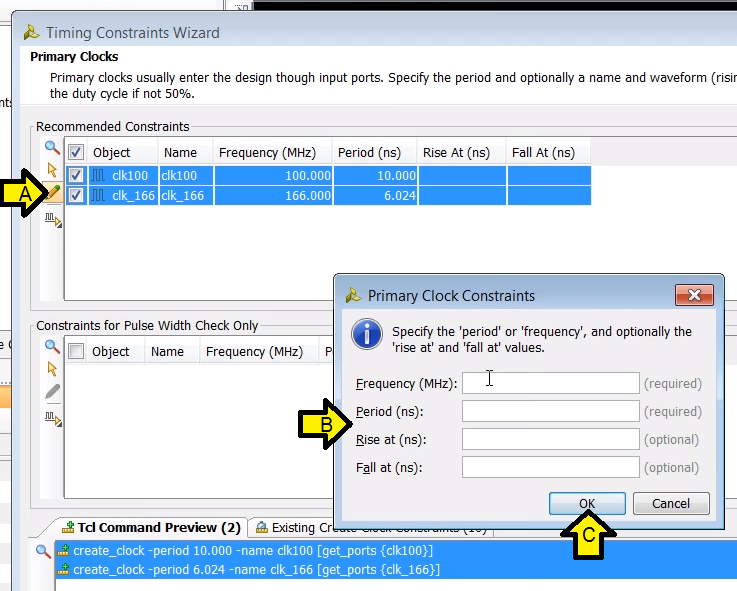 Timing Constraints Wizard
Primary Clocks
Primary clocks usually enter the design though input ports. Specify the period and optionally a name and waveform (risin
the duty cycle if not 50%.
Recommended Constraints
Object Name Frequency (MHz) Period (ns) Rise At (ns) Fall At (ns)
clk100 clk100 100.000 10.000
A
clk_166 clk_166 166.000 6.024
Primary Clock Constraints
Specify the 'period' or 'frequency', and optionally the
'rise at' and 'fall at' values.
Constraints for Pulse Width Check Only
Object Name Frequency (MHz) P
Frequency (MHz): (required)
Period (ns): (required)
B
Rise at (ns): (optional)
Fall at (ns): (optional)
OK Cancel
C
Tcl Command Preview (2) Existing Create Clock Constraints (10)
create_clock -period 10.000 -name clk100 [get_ports {clk100}]
create_clock -period 6.024 -name clk_166 [get_ports {clk_166}]